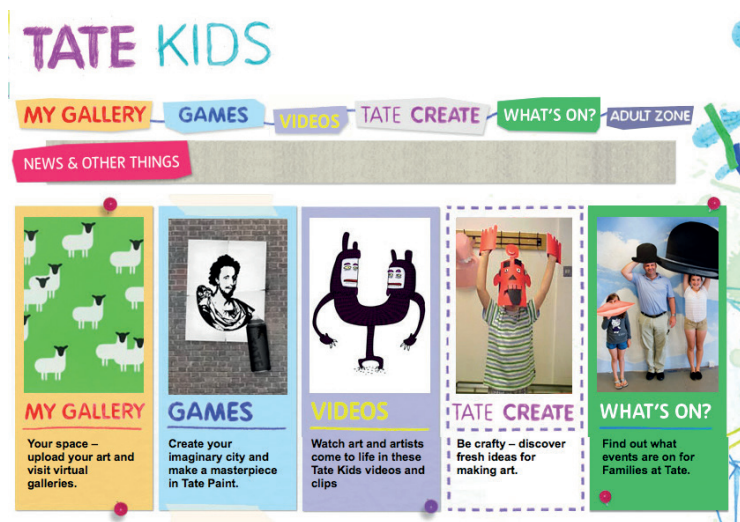 TATE KIDS
MY GALLERY GAMES VIDEOS TATE CREATE WHAT'S ON? ADULT ZONE
NEWS & OTHER THINGS
MY GALLERY
Your space –
upload your art and
visit virtual
galleries.
GAMES
Create your
imaginary city and
make a masterpiece
in Tate Paint.
VIDEOS
Watch art and artists
come to life in these
Tate Kids videos and
clips
TATE CREATE
Be crafty – discover
fresh ideas for
making art.
WHAT'S ON?
Find out what
events are on for
Families at Tate.